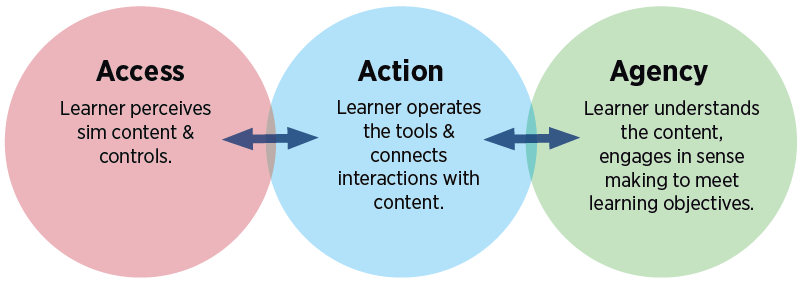 Access
Learner perceives
sim content &
controls.
Action
Learner operates
the tools &
connects
interactions with
content.
Agency
Learner understands
the content,
engages in sense
making to meet
learning objectives.